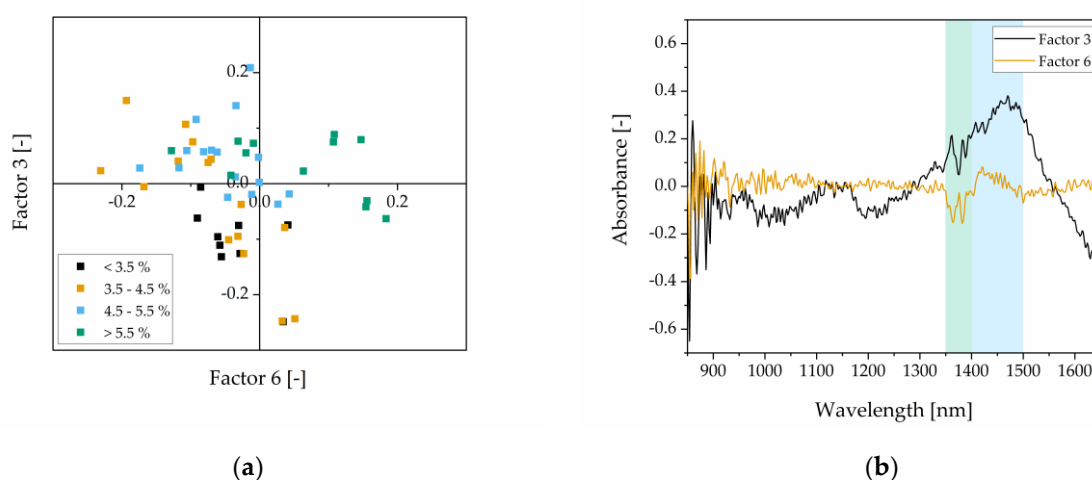 0.2
0.0
-0.2
-0.2
0.0
0.2
Factor 3 [-]
Factor 6 [-]
< 3.5 %
3.5 - 4.5 %
4.5 - 5.5 %
> 5.5 %
(a)
0.6
0.4
0.2
0.0
-0.2
-0.4
-0.6
Absorbance [-]
Factor 3
Factor 6
900 1000 1100 1200 1300 1400 1500 1600
Wavelength [nm]
(b)